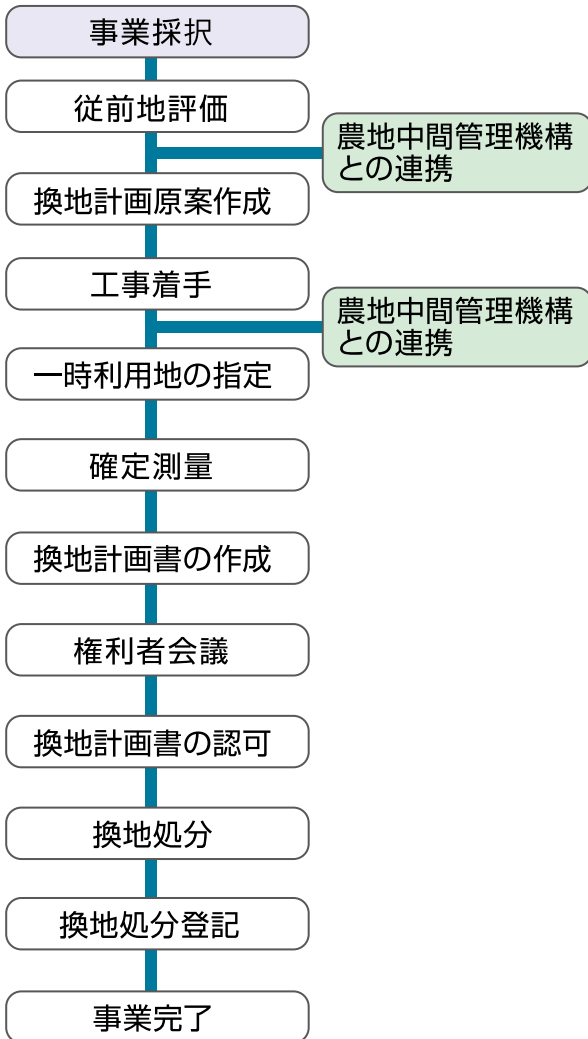 事業採択
従前地評価
農地中間管理機構
との連携
換地計画原案作成
工事着手
農地中間管理機構
との連携
一時利用地の指定
確定測量
換地計画書の作成
権利者会議
換地計画書の認可
換地処分
換地処分登記
事業完了